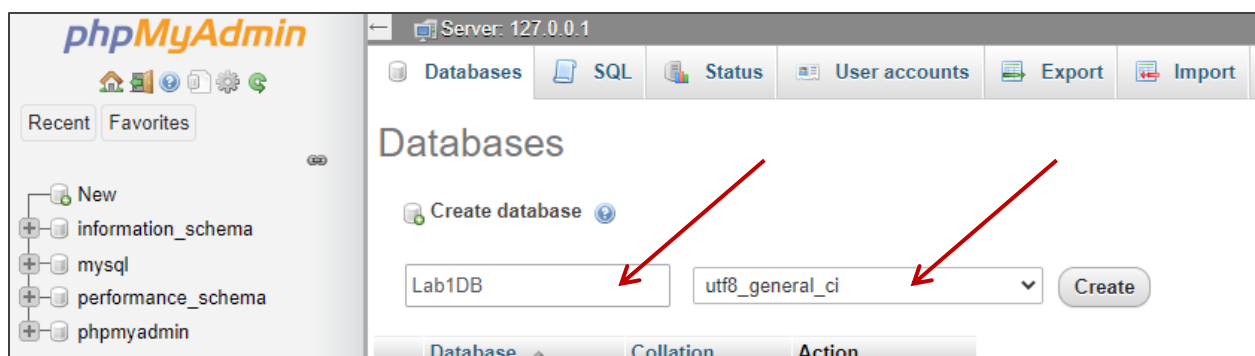 phpMyAdmin
Recent Favorites
New
information_schema
mysql
performance_schema
phpmyadmin
Server: 127.0.0.1
Databases SQL Status User accounts Export Import
Databases
Create database
Lab1DB utf8_general_ci Create
Database Collation Action